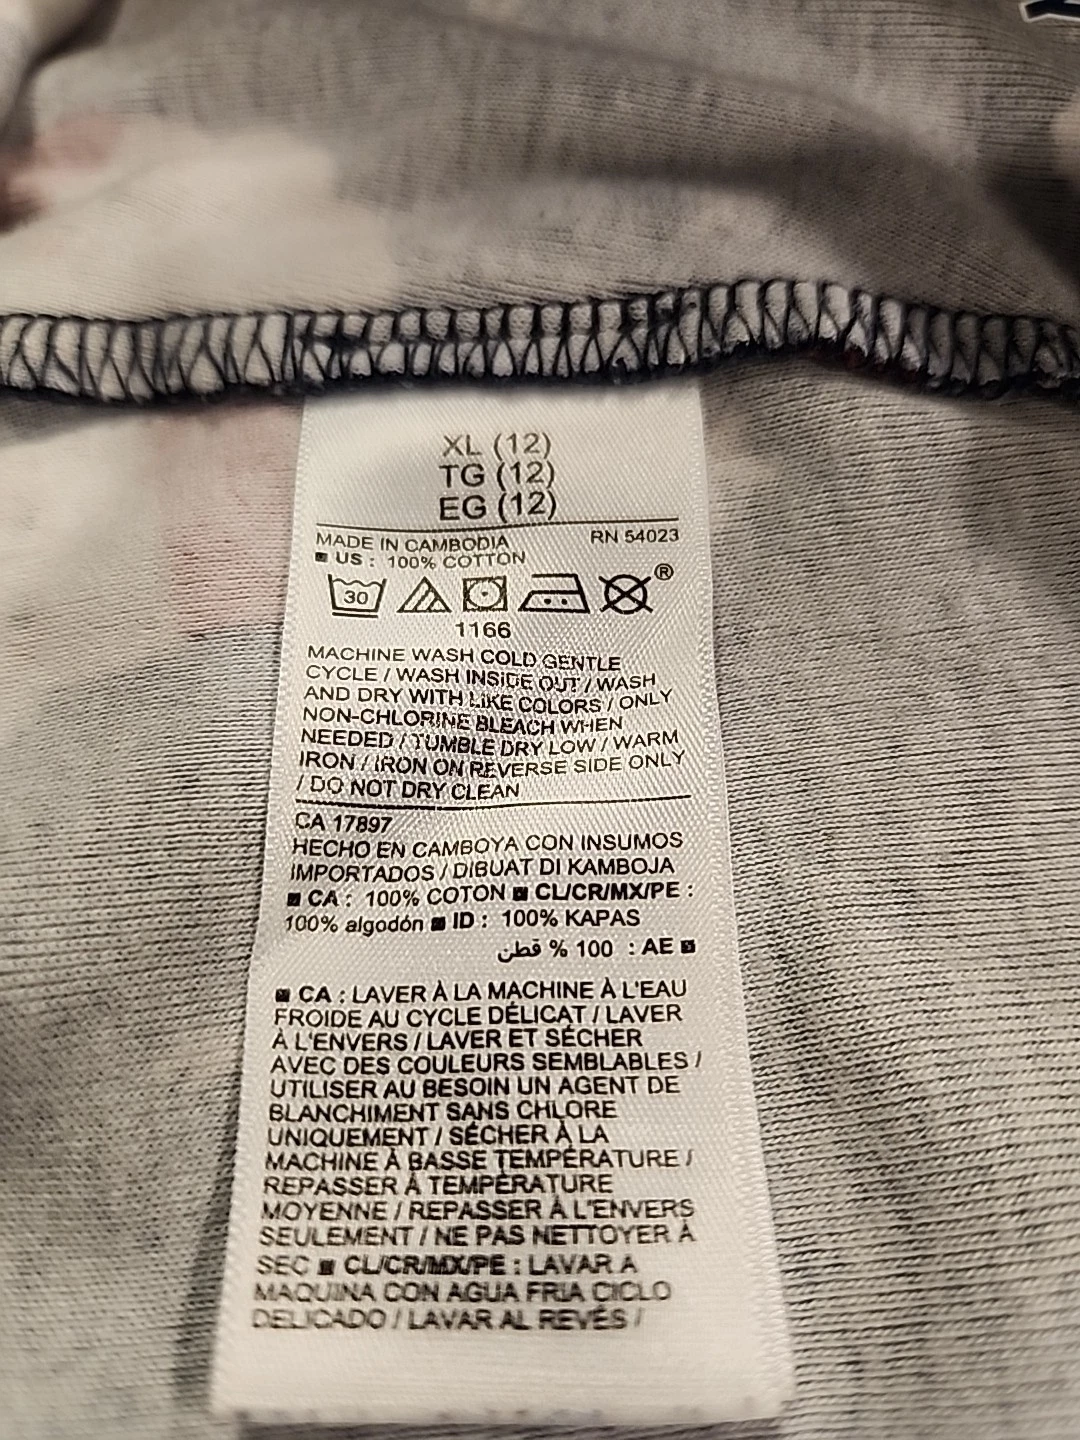 XL (12)
TG (12)
EG (12)
MADE IN CAMBODIA RN 54023
US : 100% COTTON
30 ®
1166
MACHINE WASH COLD GENTLE
CYCLE / WASH INSIDE OUT / WASH
AND DRY WITH LIKE COLORS / ONLY
NON-CHLORINE BLEACH WHEN
NEEDED / TUMBLE DRY LOW / WARM
IRON / IRON ON REVERSE SIDE ONLY
/ DO NOT DRY CLEAN
CA 17897
HECHO EN CAMBOYA CON INSUMOS
IMPORTADOS / DIBUAT DI KAMBOJA
CA : 100% COTON CL/CR/MX/PE :
100% algodón ID : 100% KAPAS
AE : 100 % قطن
CA : LAVER À LA MACHINE À L'EAU
FROIDE AU CYCLE DÉLICAT / LAVER
À L'ENVERS / LAVER ET SÉCHER
AVEC DES COULEURS SEMBLABLES /
UTILISER AU BESOIN UN AGENT DE
BLANCHIMENT SANS CHLORE
UNIQUEMENT / SÉCHER À LA
MACHINE À BASSE TEMPÉRATURE /
REPASSER À TEMPÉRATURE
MOYENNE / REPASSER À L'ENVERS
SEULEMENT / NE PAS NETTOYER À
SEC CL/CR/MX/PE : LAVAR A
MAQUINA CON AGUA FRIA CICLO
DELICADO / LAVAR AL REVÉS /